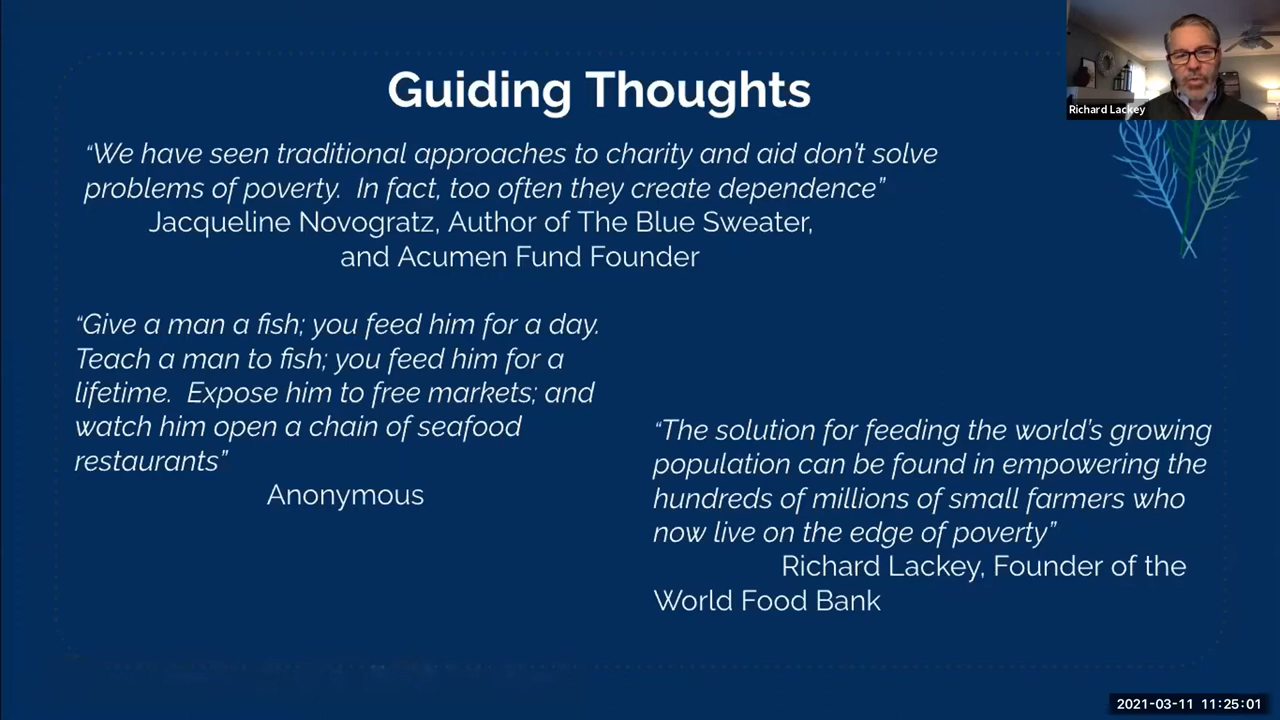 Guiding Thoughts
“We have seen traditional approaches to charity and aid don’t solve
problems of poverty.  In fact, too often they create dependence”
Jacqueline Novogratz, Author of The Blue Sweater,
and Acumen Fund Founder
“Give a man a fish; you feed him for a day.
Teach a man to fish; you feed him for a
lifetime.  Expose him to free markets; and
watch him open a chain of seafood
restaurants”
Anonymous
“The solution for feeding the world’s growing
population can be found in empowering the
hundreds of millions of small farmers who
now live on the edge of poverty”
Richard Lackey, Founder of the
World Food Bank
Richard Lackey
2021-03-11 11:25:01